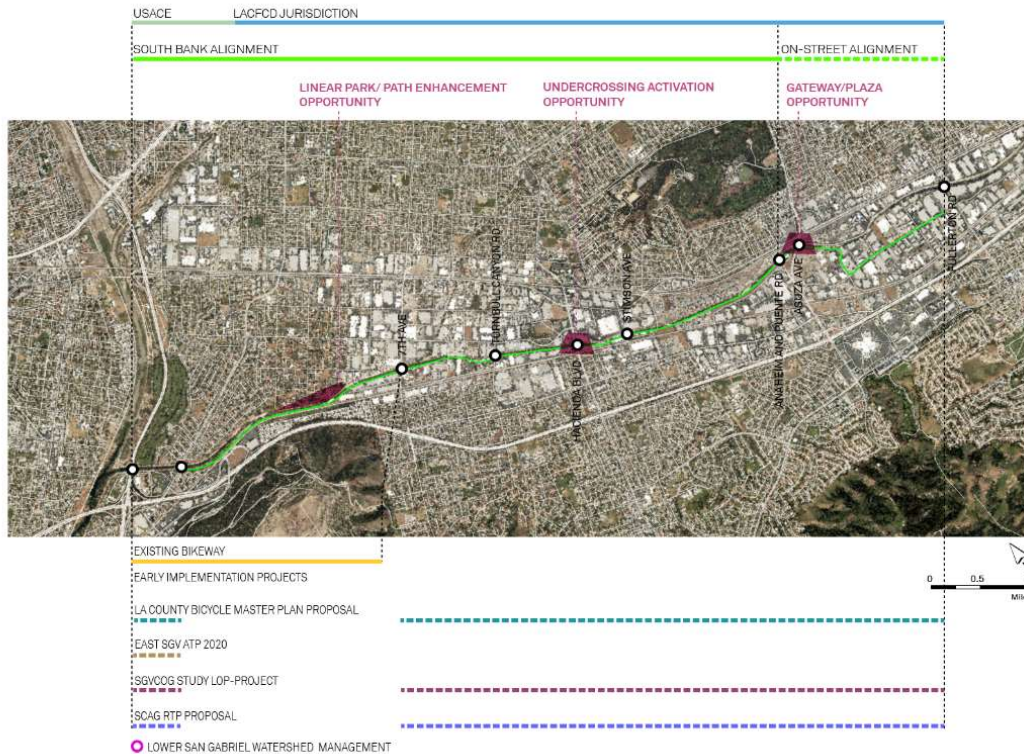 USACE
LACFCD JURISDICTION
SOUTH BANK ALIGNMENT
ON-STREET ALIGNMENT
LINEAR PARK/ PATH ENHANCEMENT
OPPORTUNITY
UNDERCROSSING ACTIVATION
OPPORTUNITY
GATEWAY/PLAZA
OPPORTUNITY
7TH AVE
TURNBULL CANYON RD
HACIENDA BLVD
STIMSON AVE
ANAHEIM AND PUENTE RD
AZUZA AVE
FULLERTON RD
EXISTING BIKEWAY
EARLY IMPLEMENTATION PROJECTS
0 0.5
LA COUNTY BICYCLE MASTER PLAN PROPOSAL
EAST SGV ATP 2020
SGVCOG STUDY LOP-PROJECT
SCAG RTP PROPOSAL
LOWER SAN GABRIEL WATERSHED MANAGEMENT